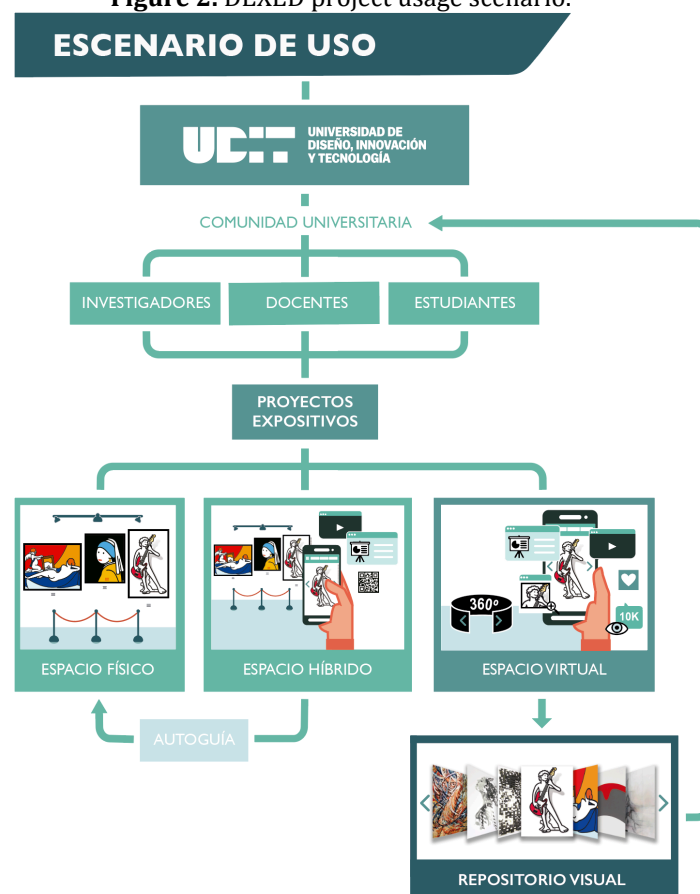 Figure 2. DEXED project usage scenario.
ESCENARIO DE USO
UDIT
UNIVERSIDAD DE
DISEÑO, INNOVACIÓN
Y TECNOLOGÍA
COMUNIDAD UNIVERSITARIA
INVESTIGADORES
DOCENTES
ESTUDIANTES
PROYECTOS
EXPOSITIVOS
360º
10K
ESPACIO FÍSICO
ESPACIO HÍBRIDO
ESPACIO VIRTUAL
AUTOGUÍA
REPOSITORIO VISUAL